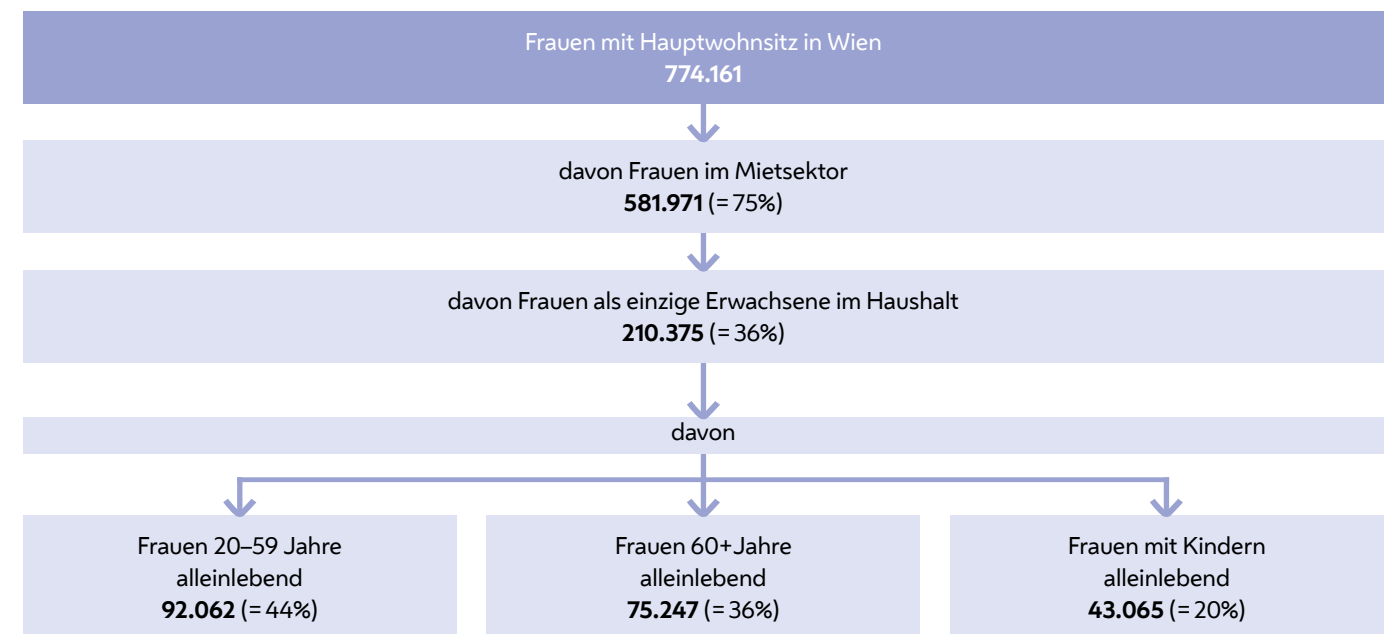 Frauen mit Hauptwohnsitz in Wien
774.161
davon Frauen im Mietsektor
581.971 (= 75%)
davon Frauen als einzige Erwachsene im Haushalt
210.375 (= 36%)
davon
Frauen 20–59 Jahre
alleinlebend
92.062 (= 44%)
Frauen 60+Jahre
alleinlebend
75.247 (= 36%)
Frauen mit Kindern
alleinlebend
43.065 (= 20%)